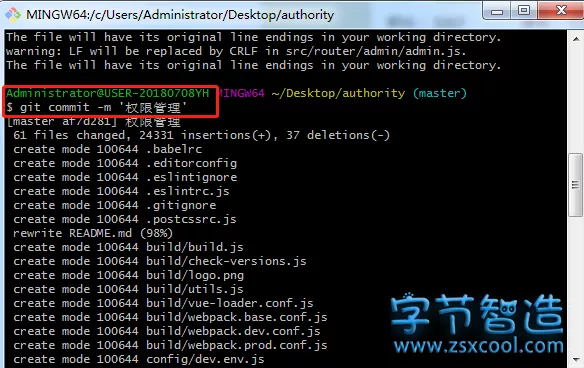 MINGW64:/c/Users/Administrator/Desktop/authority
The file will have its original line endings in your working directory.
warning: LF will be replaced by CRLF in src/router/admin/admin.js.
The file will have its original line endings in your working directory.
Administrator@USER-20180708YH MINGW64 ~/Desktop/authority (master)
$ git commit -m '权限管理'
[master af7d281] 权限管理
61 files changed, 24331 insertions(+), 37 deletions(-)
create mode 100644 .babelrc
create mode 100644 .editorconfig
create mode 100644 .eslintignore
create mode 100644 .eslintrc.js
create mode 100644 .gitignore
create mode 100644 .postcssrc.js
rewrite README.md (98%)
create mode 100644 build/build.js
create mode 100644 build/check-versions.js
create mode 100644 build/logo.png
create mode 100644 build/utils.js
create mode 100644 build/vue-loader.conf.js
create mode 100644 build/webpack.base.conf.js
create mode 100644 build/webpack.dev.conf.js
create mode 100644 build/webpack.prod.conf.js
create mode 100644 config/dev.env.js
字节智造
www.zsxcool.com